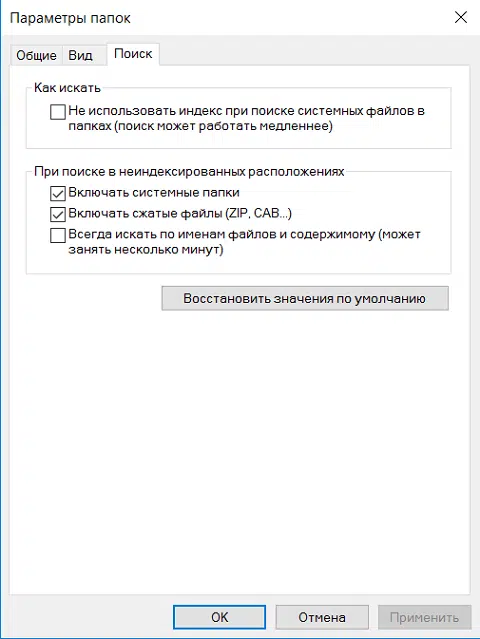 Параметры папок
Общие
Вид
Поиск
Как искать
Не использовать индекс при поиске системных файлов в
папках (поиск может работать медленнее)
При поиске в неиндексированных расположениях
Включать системные папки
Включать сжатые файлы (ZIP, CAB...)
Всегда искать по именам файлов и содержимому (может
занять несколько минут)
Восстановить значения по умолчанию
ОК
Отмена
Применить